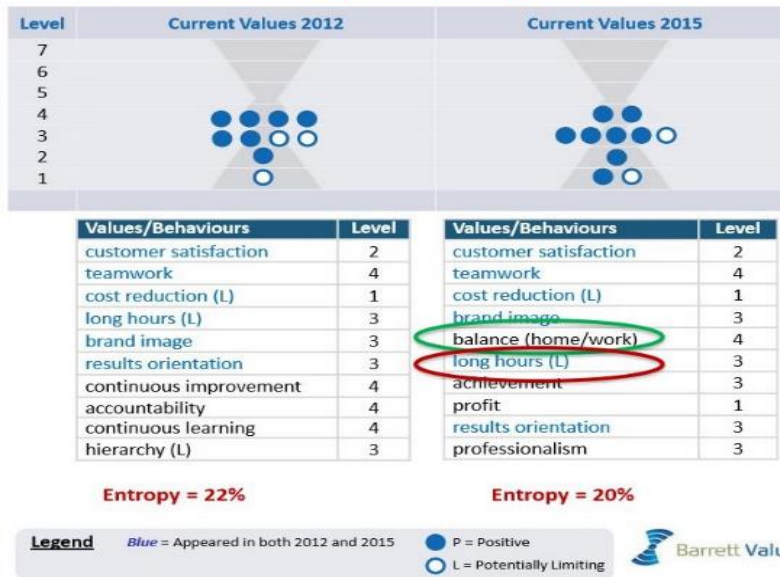 Level Current Values 2012 Current Values 2015
7
6
5
4
3
2
1
Values/Behaviours Level
customer satisfaction 2
teamwork 4
cost reduction (L) 1
long hours (L) 3
brand image 3
results orientation 3
continuous improvement 4
accountability 4
continuous learning 4
hierarchy (L) 3
Entropy = 22%
Values/Behaviours Level
customer satisfaction 2
teamwork 4
cost reduction (L) 1
brand image 3
balance (home/work) 4
long hours (L) 3
achievement 3
profit 1
results orientation 3
professionalism 3
Entropy = 20%
Legend Blue = Appeared in both 2012 and 2015
P = Positive
L = Potentially Limiting
Barrett Valu